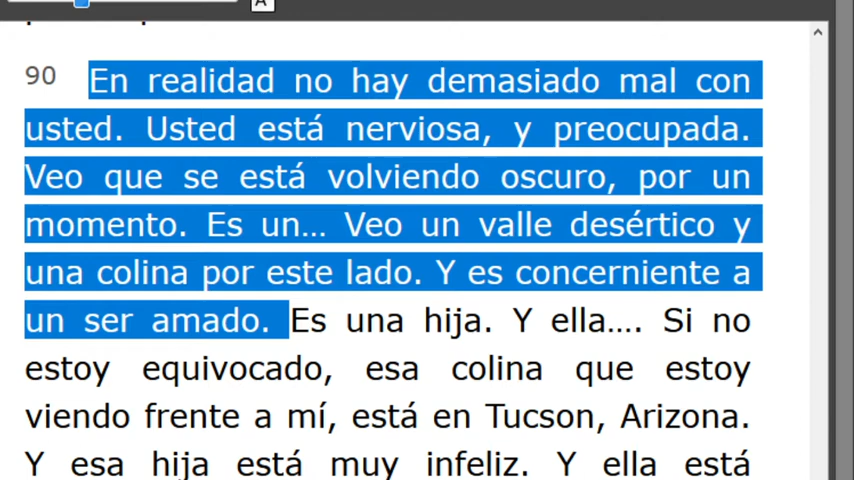 A
90 En realidad no hay demasiado mal con
usted. Usted está nerviosa, y preocupada.
Veo que se está volviendo oscuro, por un
momento. Es un... Veo un valle desértico y
una colina por este lado. Y es concerniente a
un ser amado. Es una hija. Y ella.... Si no
estoy equivocado, esa colina que estoy
viendo frente a mí, está en Tucson, Arizona.
Y esa hija está muy infeliz. Y ella está